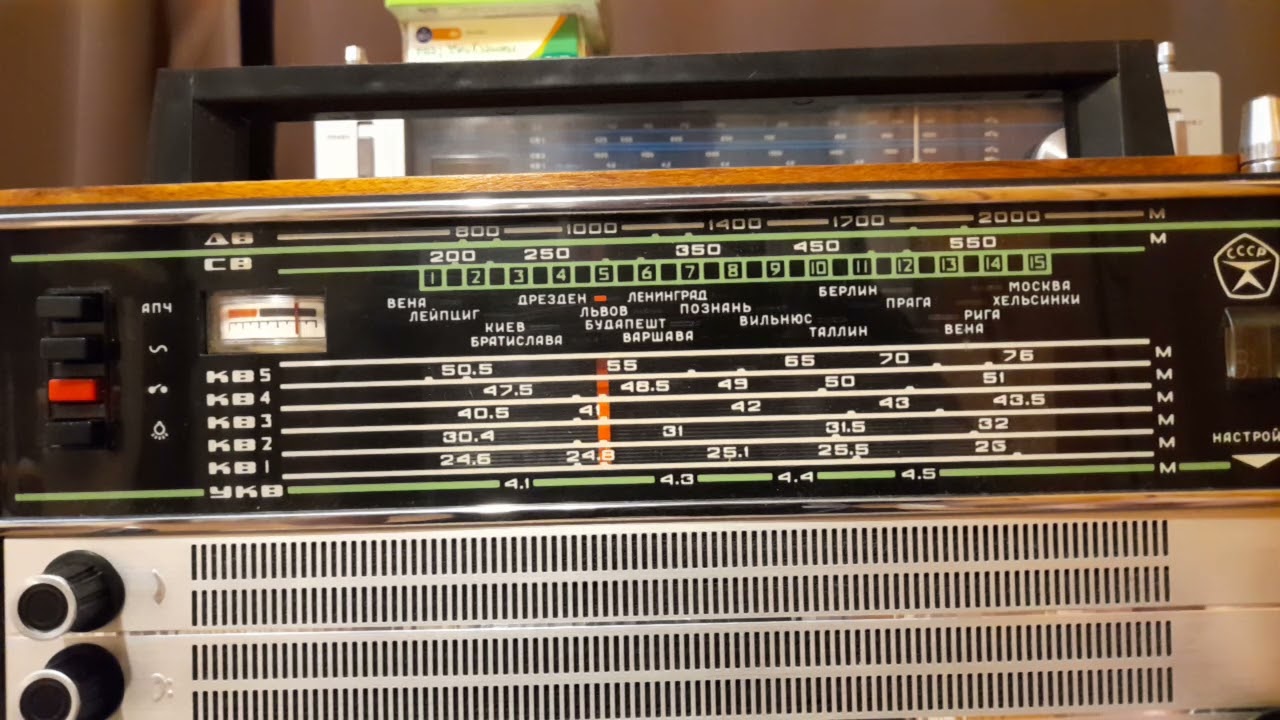 800 1000 1400 1700 2000 М
ДВ
200 250 350 450 550 М
СВ
1 2 3 4 5 6 7 8 9 10 11 12 13 14 15
СССР
АПЧ
ВЕНА ДРЕЗДЕН ЛЕНИНГРАД БЕРЛИН МОСКВА
ЛЕЙПЦИГ ЛЬВОВ ПОЗНАНЬ ПРАГА ХЕЛЬСИНКИ
КИЕВ БУДАПЕШТ ВИЛЬНЮС РИГА
БРАТИСЛАВА ВАРШАВА ТАЛЛИН ВЕНА
КВ 5 50.5 55 65 70 76 М
КВ 4 47.5 48.5 49 50 51 М
КВ 3 40.5 41 42 43 43.5 М
КВ 2 30.4 31 31.5 32 М
КВ 1 24.6 24.8 25.1 25.5 26 М
УКВ 4.1 4.3 4.4 4.5 М
НАСТРОЙ